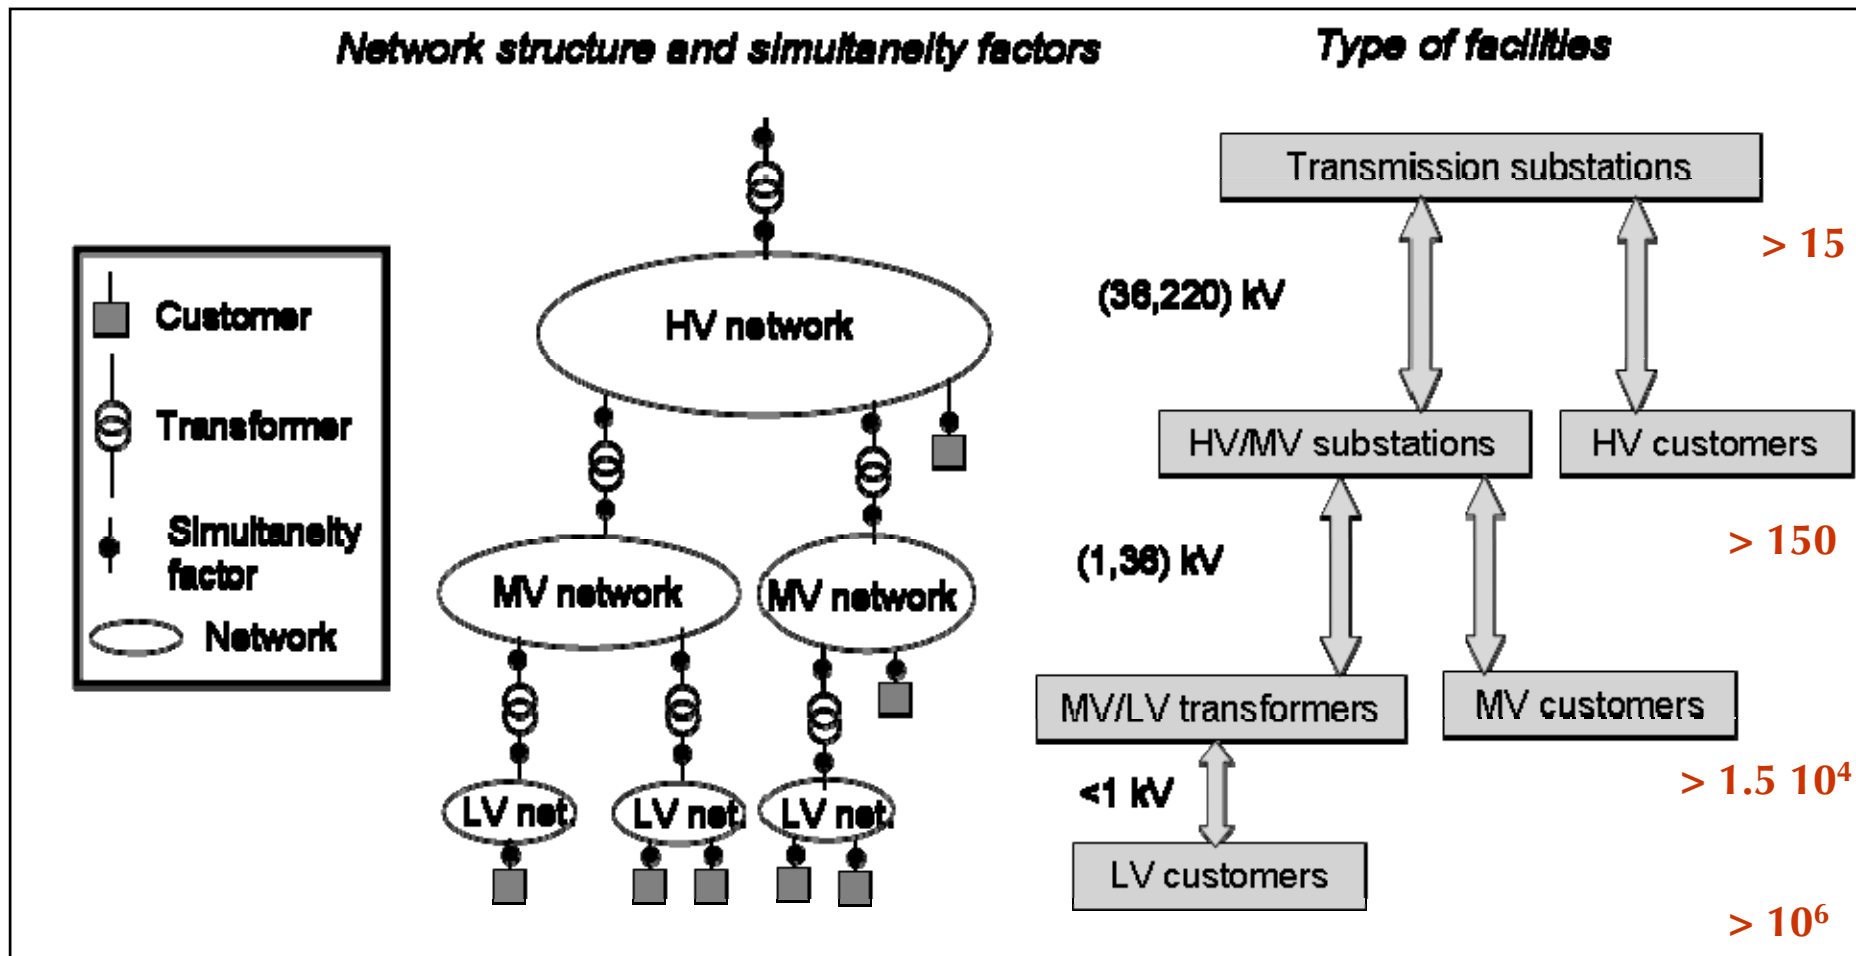 Network structure and simultaneity factors
Type of facilities
Customer
Transformer
Simultaneity
factor
Network
HV network
MV network
MV network
LV net.
LV net.
LV net.
Transmission substations
> 15
(36,220) kV
HV/MV substations
HV customers
> 150
(1,36) kV
MV/LV transformers
MV customers
> 1.5 10⁴
<1 kV
LV customers
> 10⁶